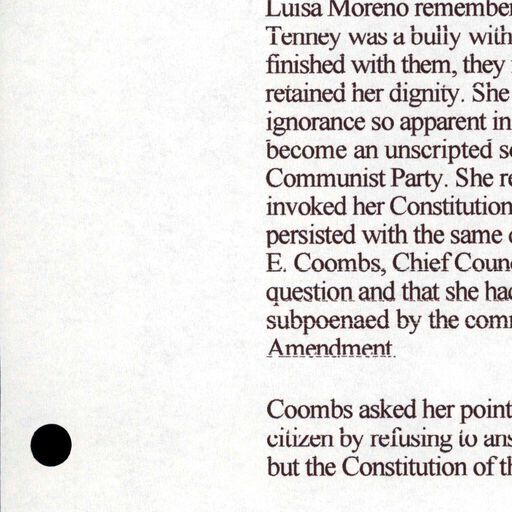 Luisa Moreno remember
Tenney was a bully with
finished with them, they
retained her dignity. She
ignorance so apparent in
become an unscripted s
Communist Party. She re
invoked her Constitution
persisted with the same
E. Coombs, Chief Coun
question and that she had
subpoenaed by the com
Amendment.
Coombs asked her point
citizen by refusing to ans
but the Constitution of th